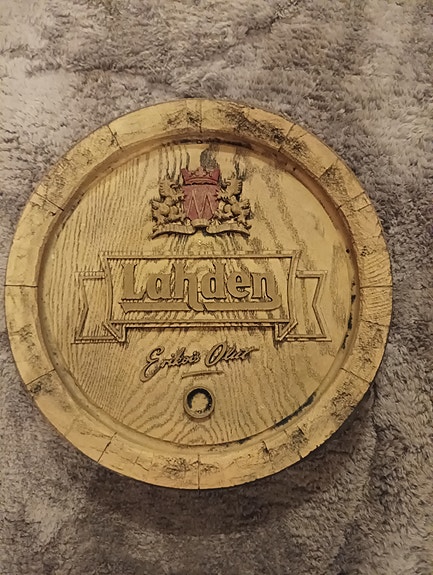 M
Lahden
Erikois Olut